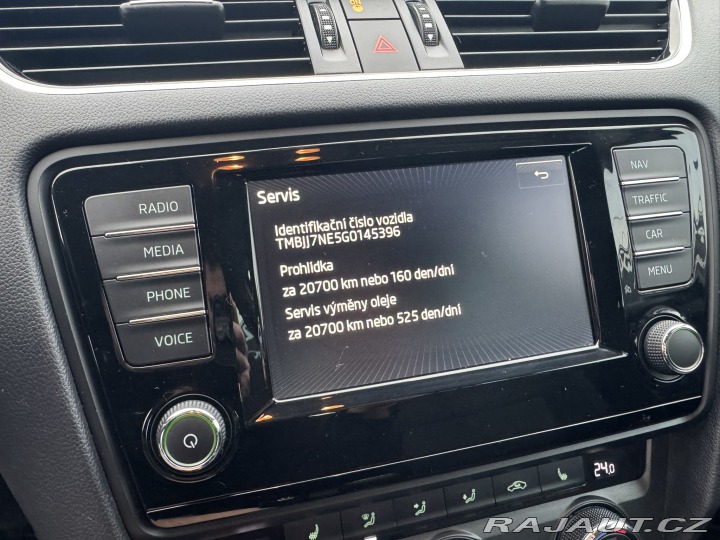 RADIO
MEDIA
PHONE
VOICE
Servis
Identifikační číslo vozidla
TMBJJ7NE5G0145396
Prohlídka
za 20700 km nebo 160 den/dní
Servis výměny oleje
za 20700 km nebo 525 den/dní
NAV
TRAFFIC
CAR
MENU
24.0
RAJAUT.CZ